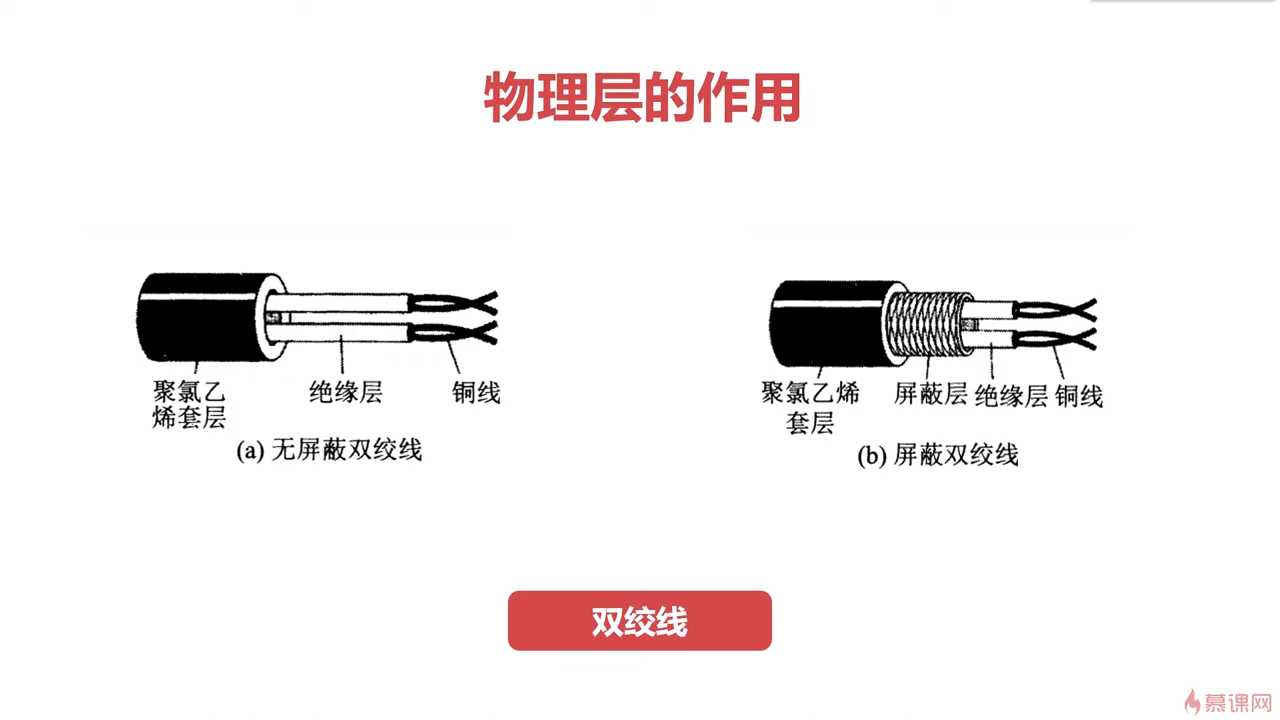 物理层的作用
聚氯乙
烯套层
绝缘层
铜线
(a) 无屏蔽双绞线
聚氯乙烯
套层
屏蔽层
绝缘层
铜线
(b) 屏蔽双绞线
双绞线
慕课网